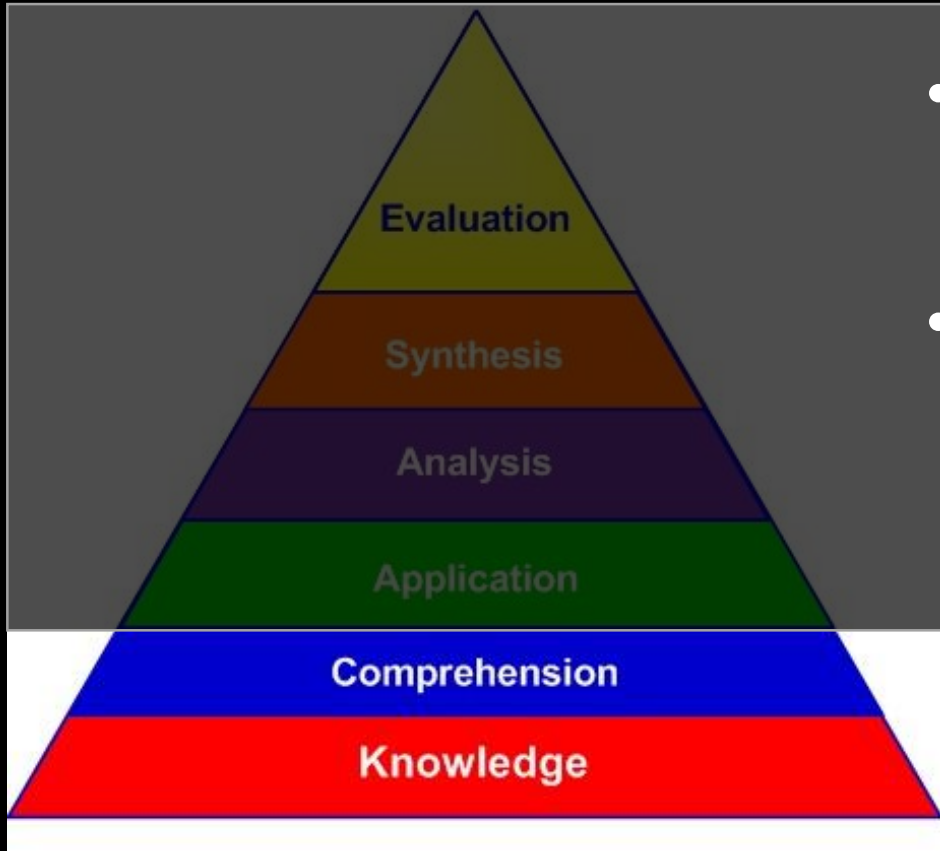 Evaluation
Synthesis
Analysis
Application
Comprehension
Knowledge